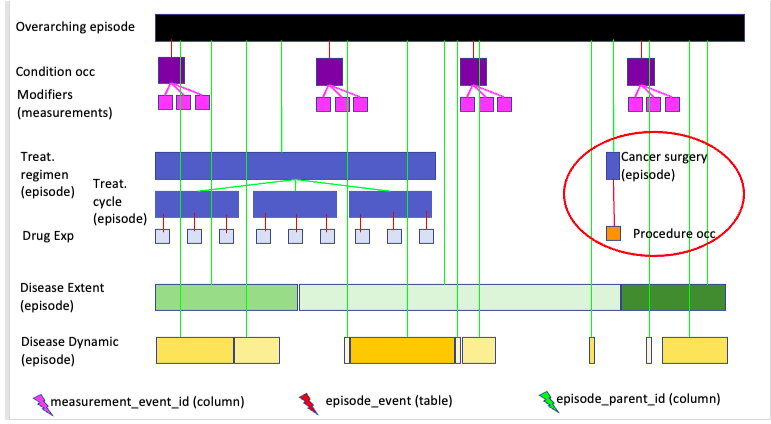 Overarching episode
Condition occ
Modifiers
(measurements)
Treat.
regimen
(episode)
Treat.
cycle
(episode)
Cancer surgery
(episode)
Drug Exp
Procedure occ
Disease Extent
(episode)
Disease Dynamic
(episode)
measurement_event_id (column)
episode_event (table)
episode_parent_id (column)